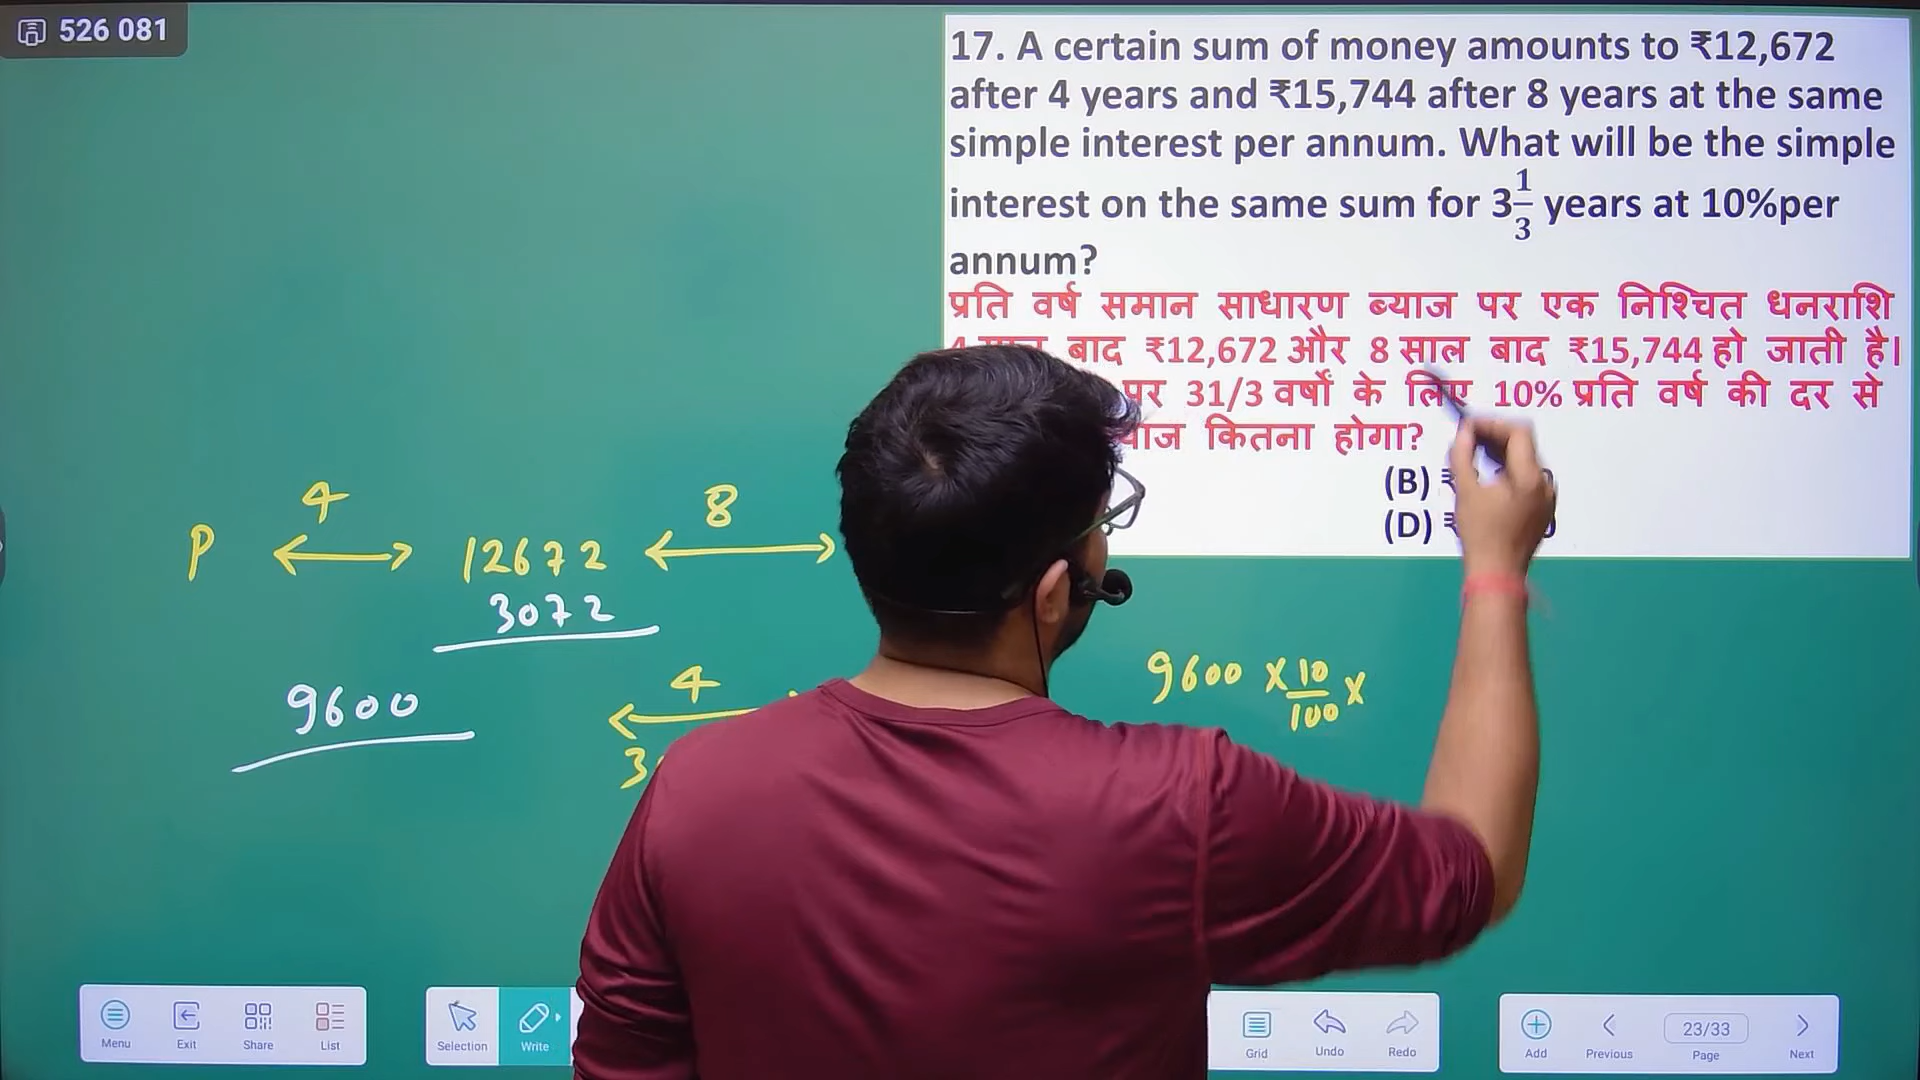 526 081
17. A certain sum of money amounts to ₹12,672
after 4 years and ₹15,744 after 8 years at the same
simple interest per annum. What will be the simple
interest on the same sum for 3 1/3 years at 10%per
annum?
प्रति वर्ष समान साधारण ब्याज पर एक निश्चित धनराशि
बाद ₹12,672 और 8 साल बाद ₹15,744 हो जाती है।
पर 31/3 वर्षों के लिए 10% प्रति वर्ष की दर से
कितना होगा?
(B) ₹
(D) ₹
4 8
P 12672
3072
4
9600
3
9600 x 10/100 x
Menu Exit Share List Selection Write Grid Undo Redo Add Previous 23/33 Page Next